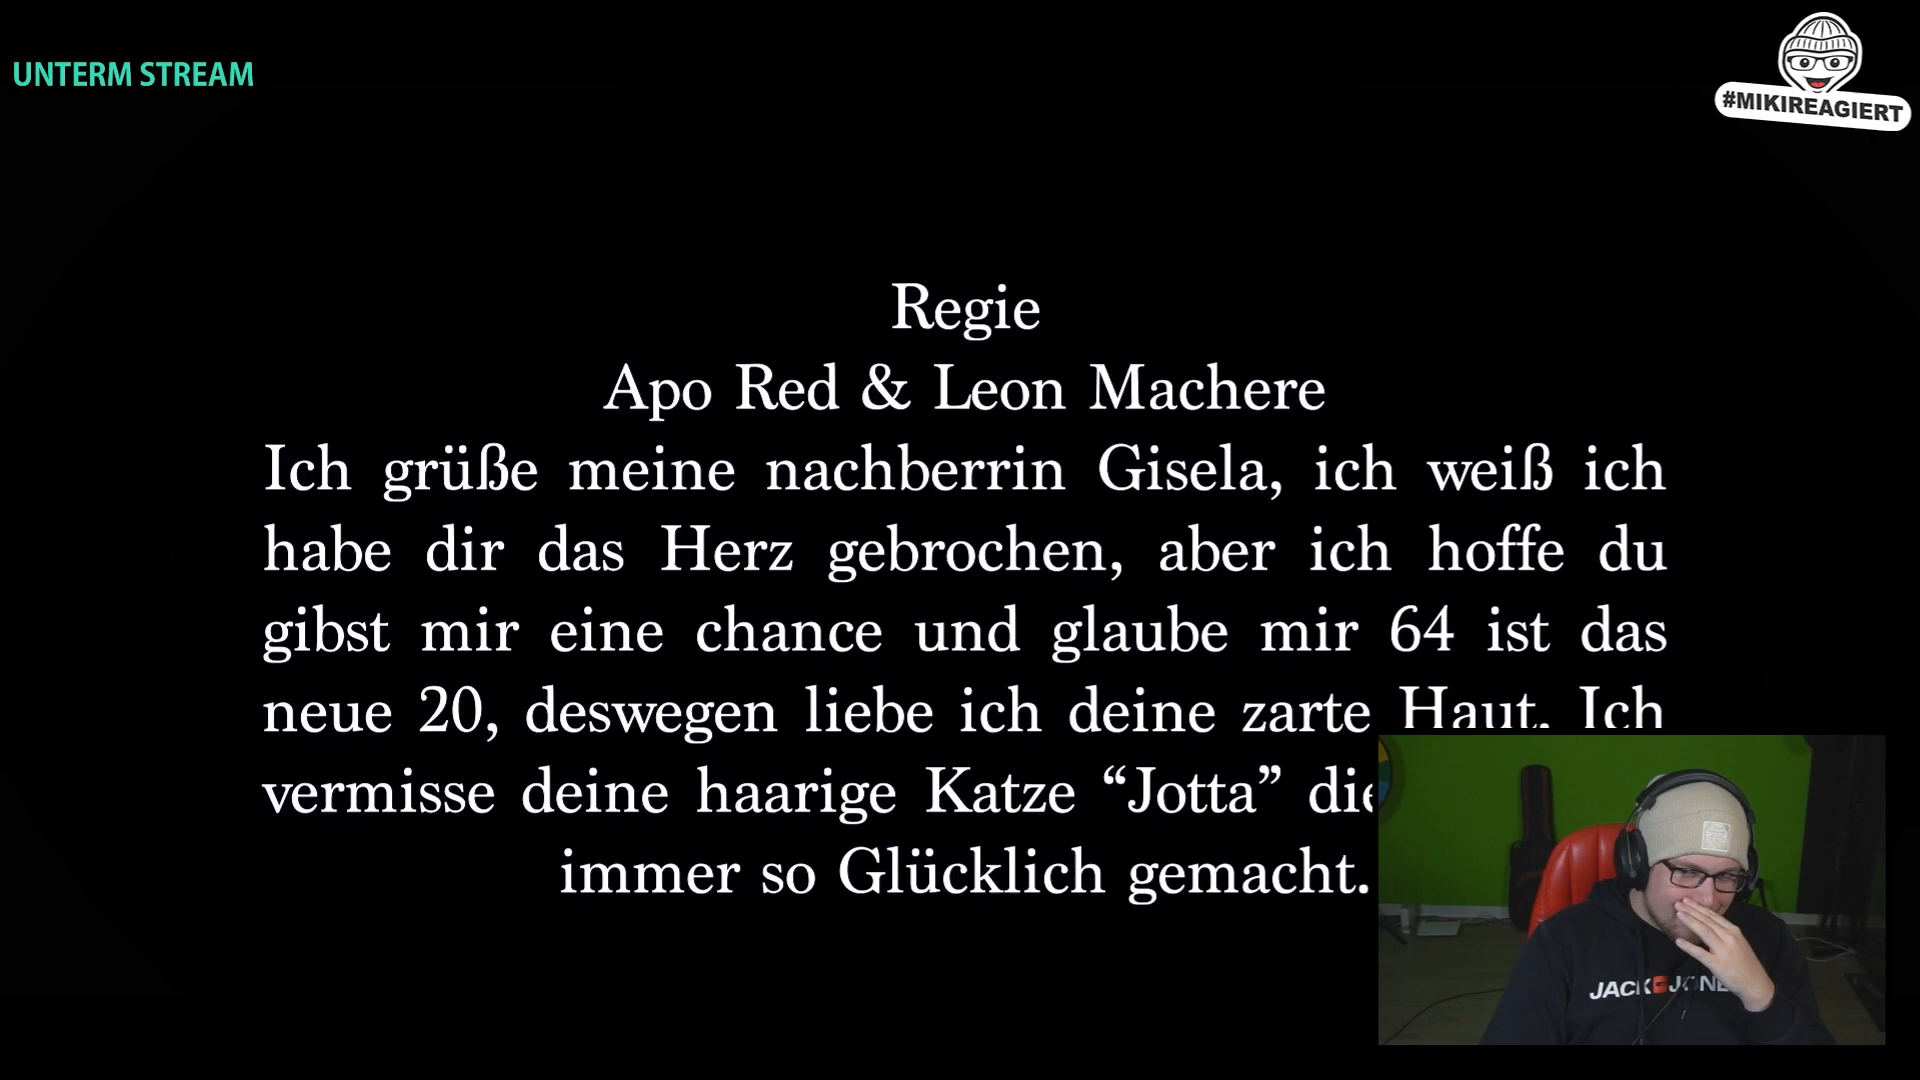 UNTERM STREAM
#MIKIREAGIERT
Regie
Apo Red & Leon Machere
Ich grüße meine nachberrin Gisela, ich weiß ich
habe dir das Herz gebrochen, aber ich hoffe du
gibst mir eine chance und glaube mir 64 ist das
neue 20, deswegen liebe ich deine zarte Haut. Ich
vermisse deine haarige Katze “Jotta”
immer so Glücklich gemacht.
JACK JONE